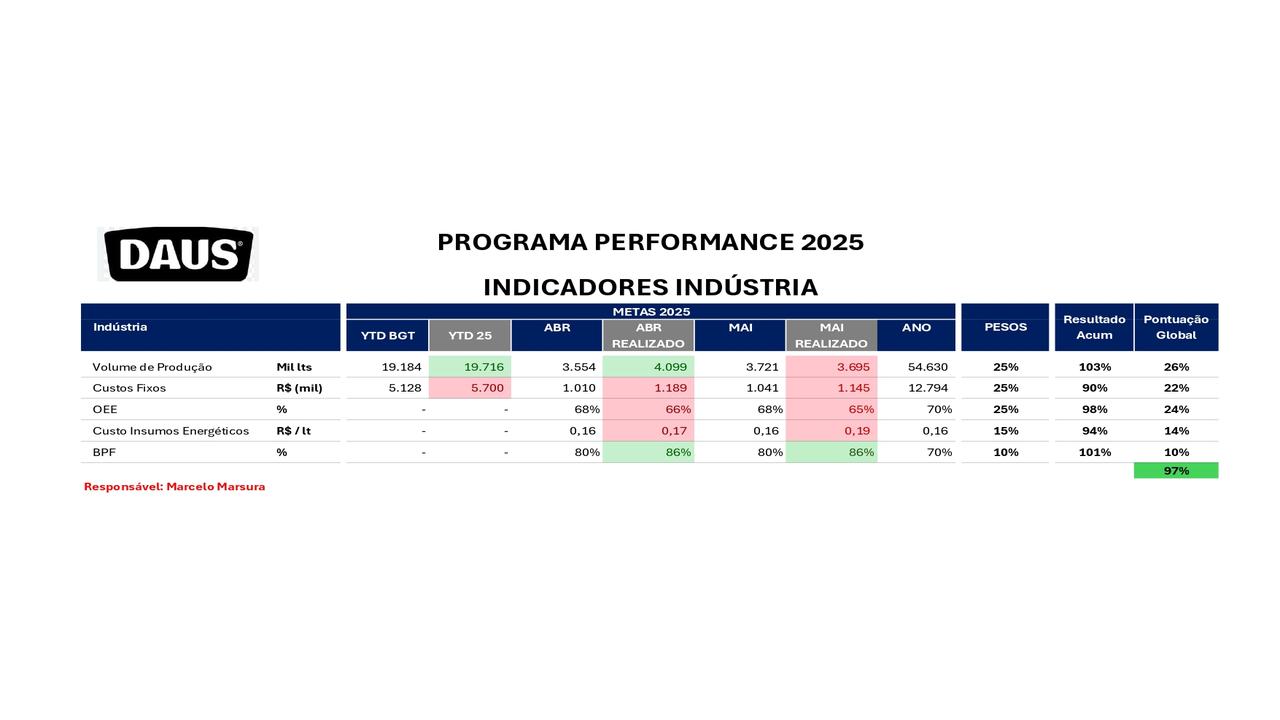 DAUS®
PROGRAMA PERFORMANCE 2025
INDICADORES INDÚSTRIA
Indústria METAS 2025 PESOS Resultado Acum Pontuação Global
YTD BGT YTD 25 ABR ABR REALIZADO MAI MAI REALIZADO ANO
Volume de Produção Mil lts 19.184 19.716 3.554 4.099 3.721 3.695 54.630 25% 103% 26%
Custos Fixos R$ (mil) 5.128 5.700 1.010 1.189 1.041 1.145 12.794 25% 90% 22%
OEE % - - 68% 66% 68% 65% 70% 25% 98% 24%
Custo Insumos Energéticos R$ / lt - - 0,16 0,17 0,16 0,19 0,16 15% 94% 14%
BPF % - - 80% 86% 80% 86% 70% 10% 101% 10%
97%
Responsável: Marcelo Marsura